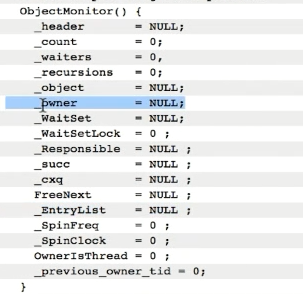 ObjectMonitor() {
_header = NULL;
_count = 0;
_waiters = 0,
_recursions = 0;
_object = NULL;
_owner = NULL;
_WaitSet = NULL;
_WaitSetLock = 0 ;
_Responsible = NULL ;
_succ = NULL ;
_cxq = NULL ;
FreeNext = NULL ;
_EntryList = NULL ;
_SpinFreq = 0 ;
_SpinClock = 0 ;
OwnerIsThread = 0 ;
_previous_owner_tid = 0;
}